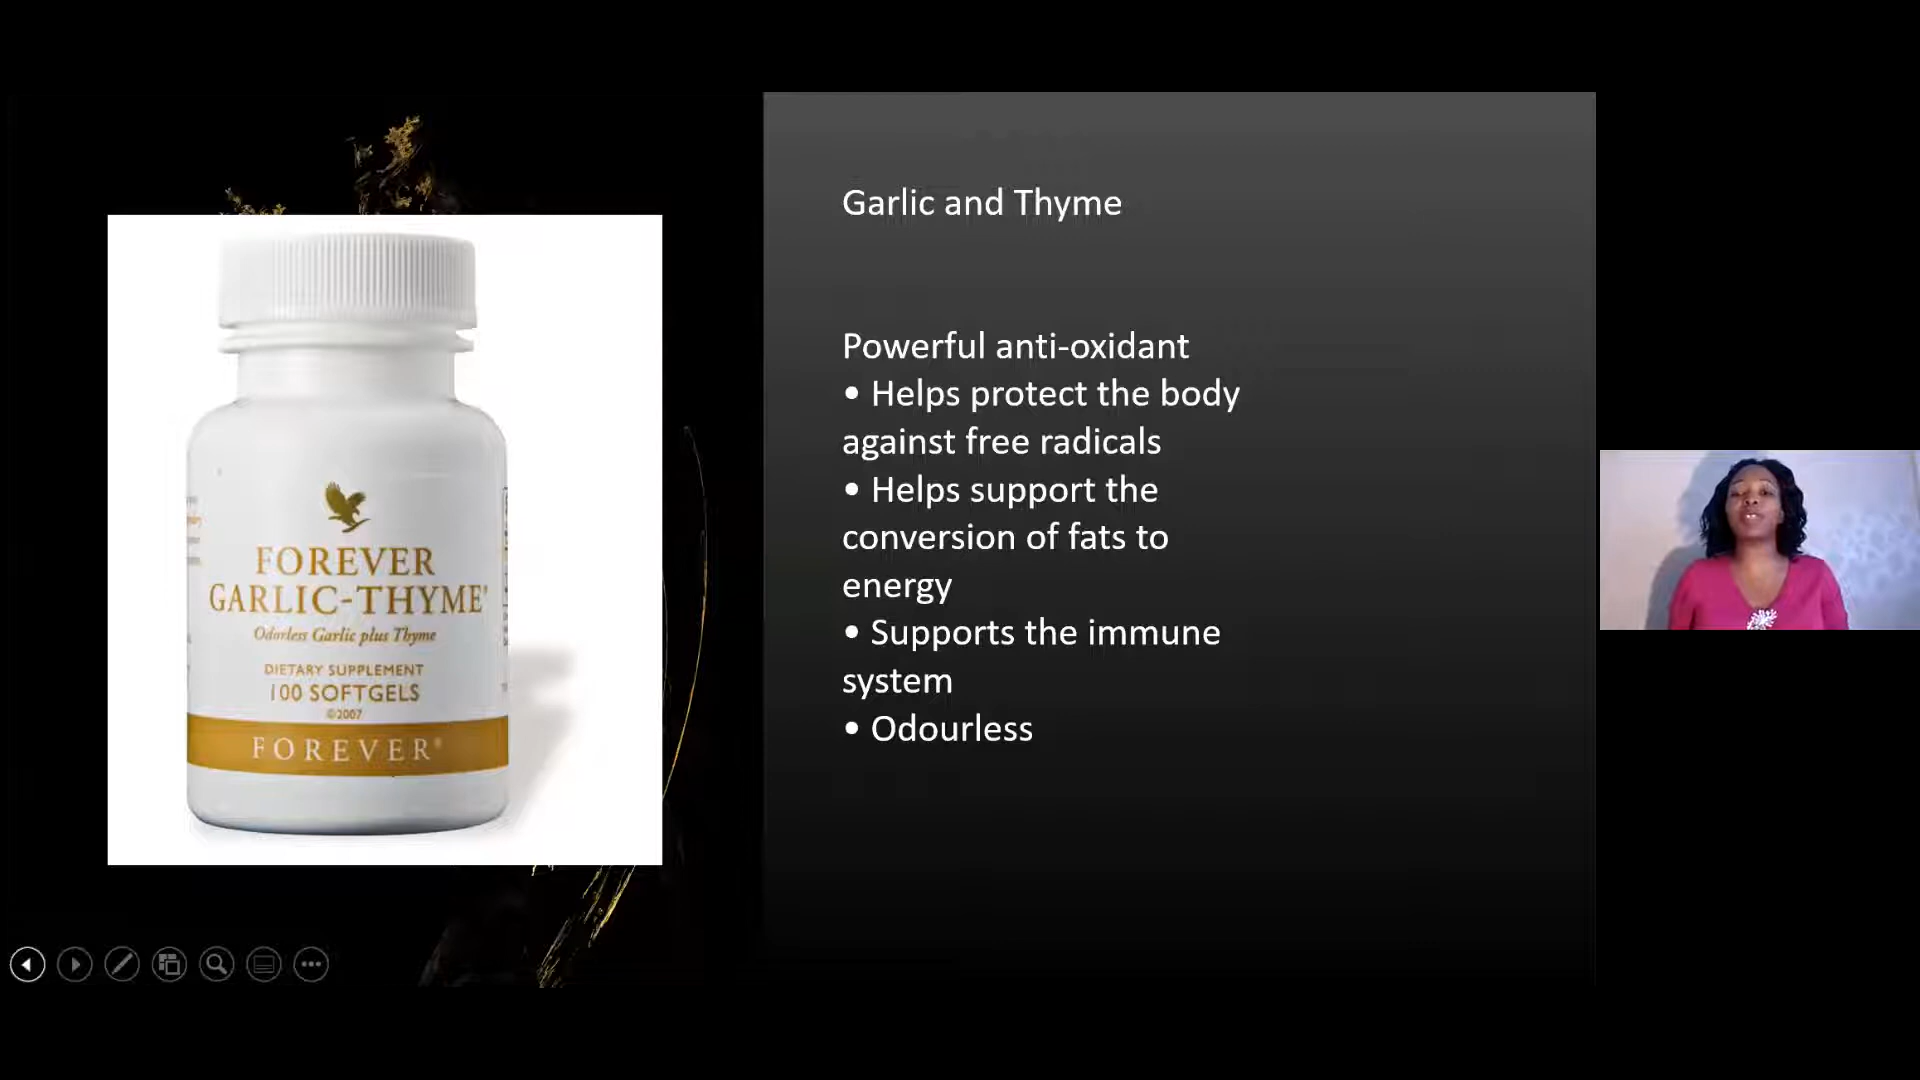 FOREVER
GARLIC-THYME®
Odorless Garlic plus Thyme
DIETARY SUPPLEMENT
100 SOFTGELS
©2007
FOREVER®
Garlic and Thyme
Powerful anti-oxidant
• Helps protect the body
against free radicals
• Helps support the
conversion of fats to
energy
• Supports the immune
system
• Odourless